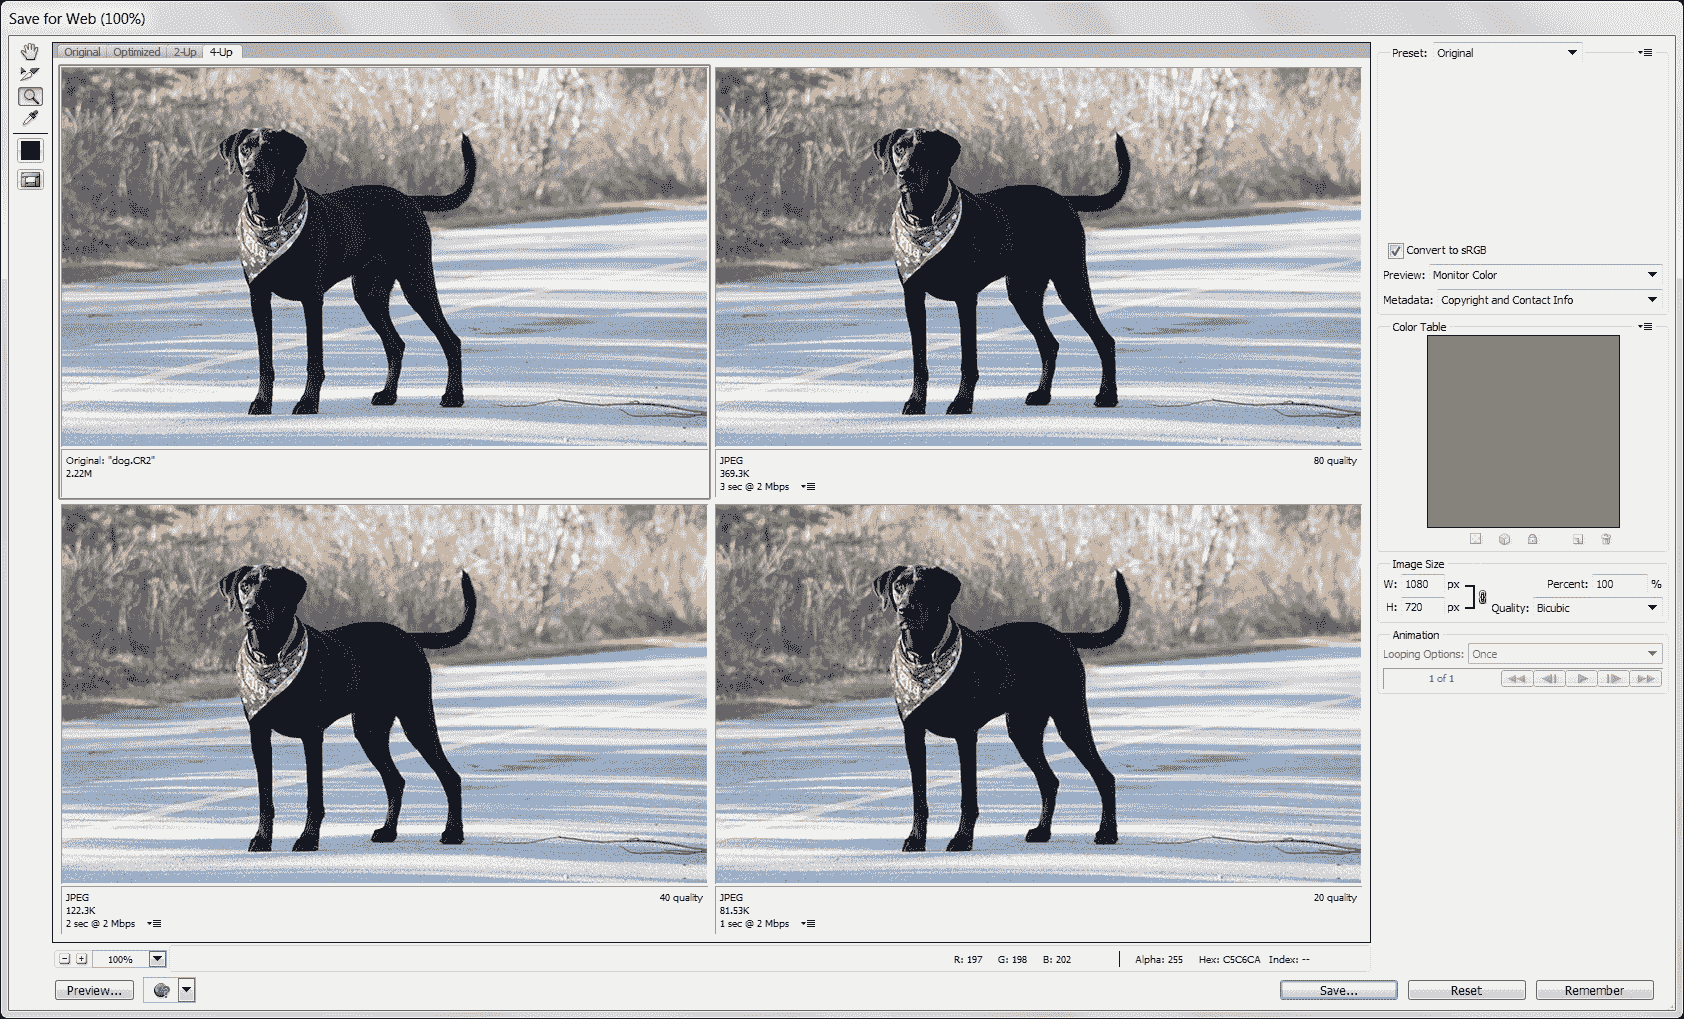 Save for Web (100%)
Original Optimized 2-Up 4-Up
Original: "dog.CR2"
2.22M
JPEG 80 quality
369.3K
3 sec @ 2 Mbps
JPEG 40 quality
122.3K
2 sec @ 2 Mbps
JPEG 20 quality
81.53K
1 sec @ 2 Mbps
100%
R: 197 G: 198 B: 202 Alpha: 255 Hex: C5C6CA Index: --
Preview...
Save... Reset Remember
Preset: Original
Convert to sRGB
Preview: Monitor Color
Metadata: Copyright and Contact Info
Color Table
Image Size
W: 1080 px Percent: 100 %
H: 720 px Quality: Bicubic
Animation
Looping Options: Once
1 of 1